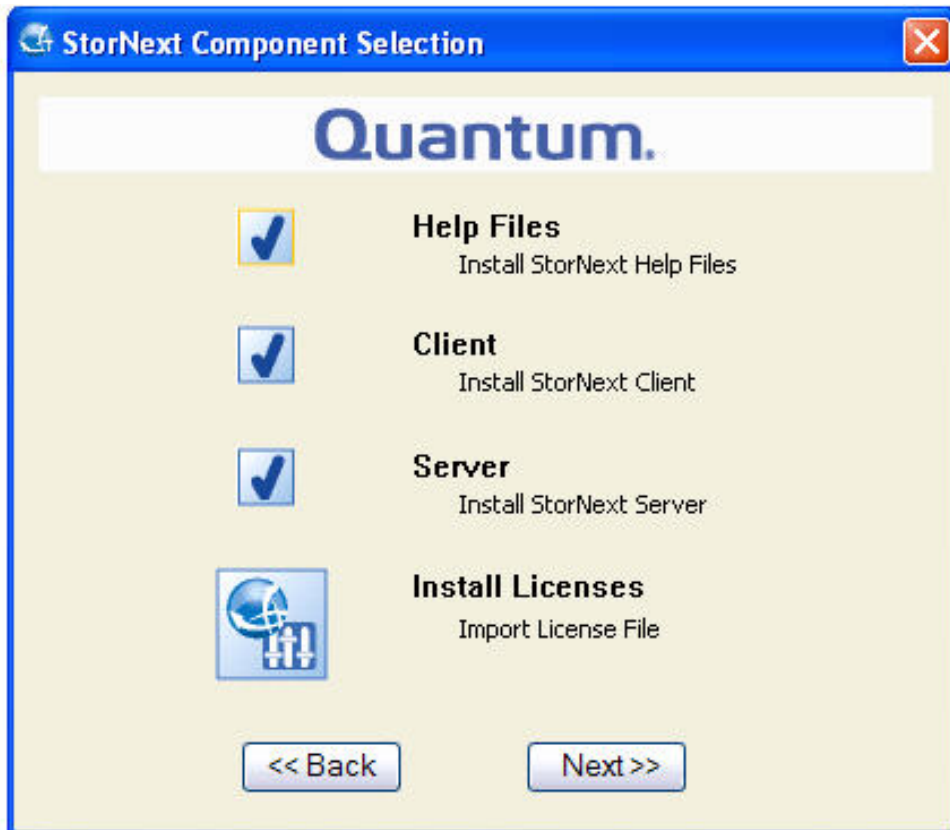 StorNext Component Selection
Quantum.
Help Files
Install StorNext Help Files
Client
Install StorNext Client
Server
Install StorNext Server
Install Licenses
Import License File
<< Back
Next >>